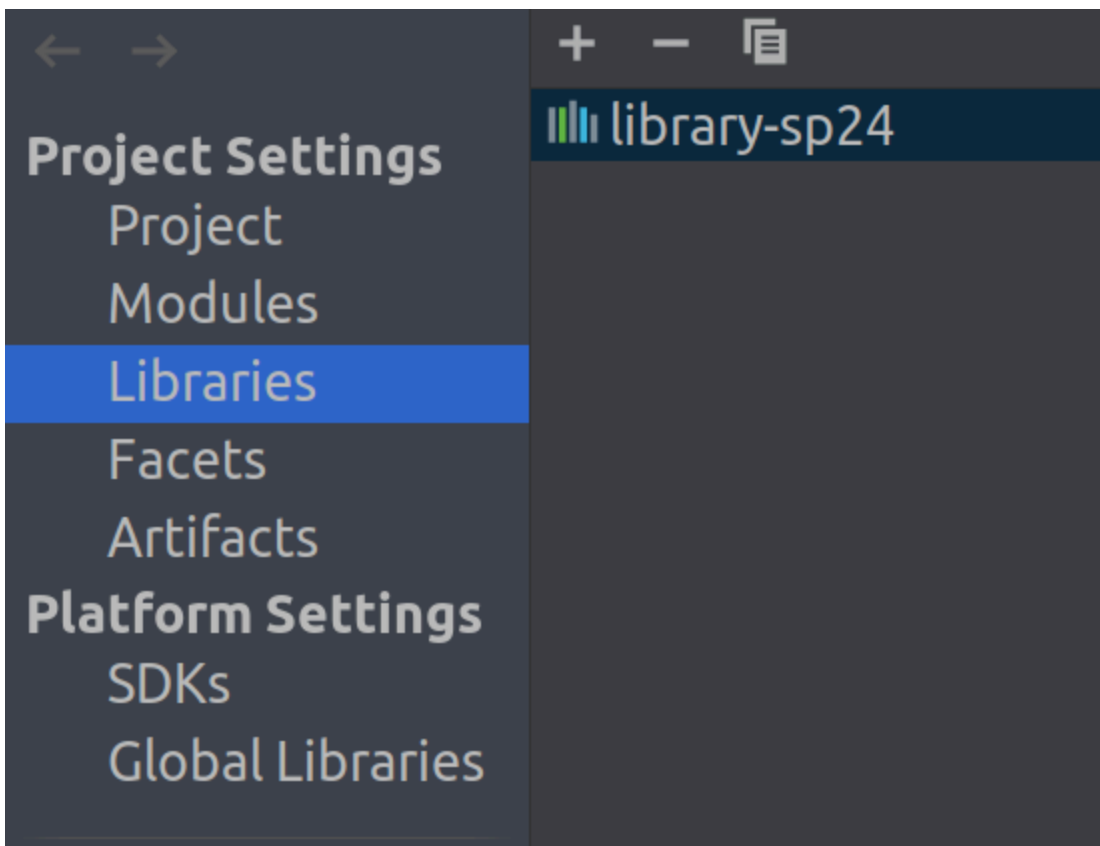 Project Settings
Project
Modules
Libraries
Facets
Artifacts
Platform Settings
SDKs
Global Libraries
library-sp24